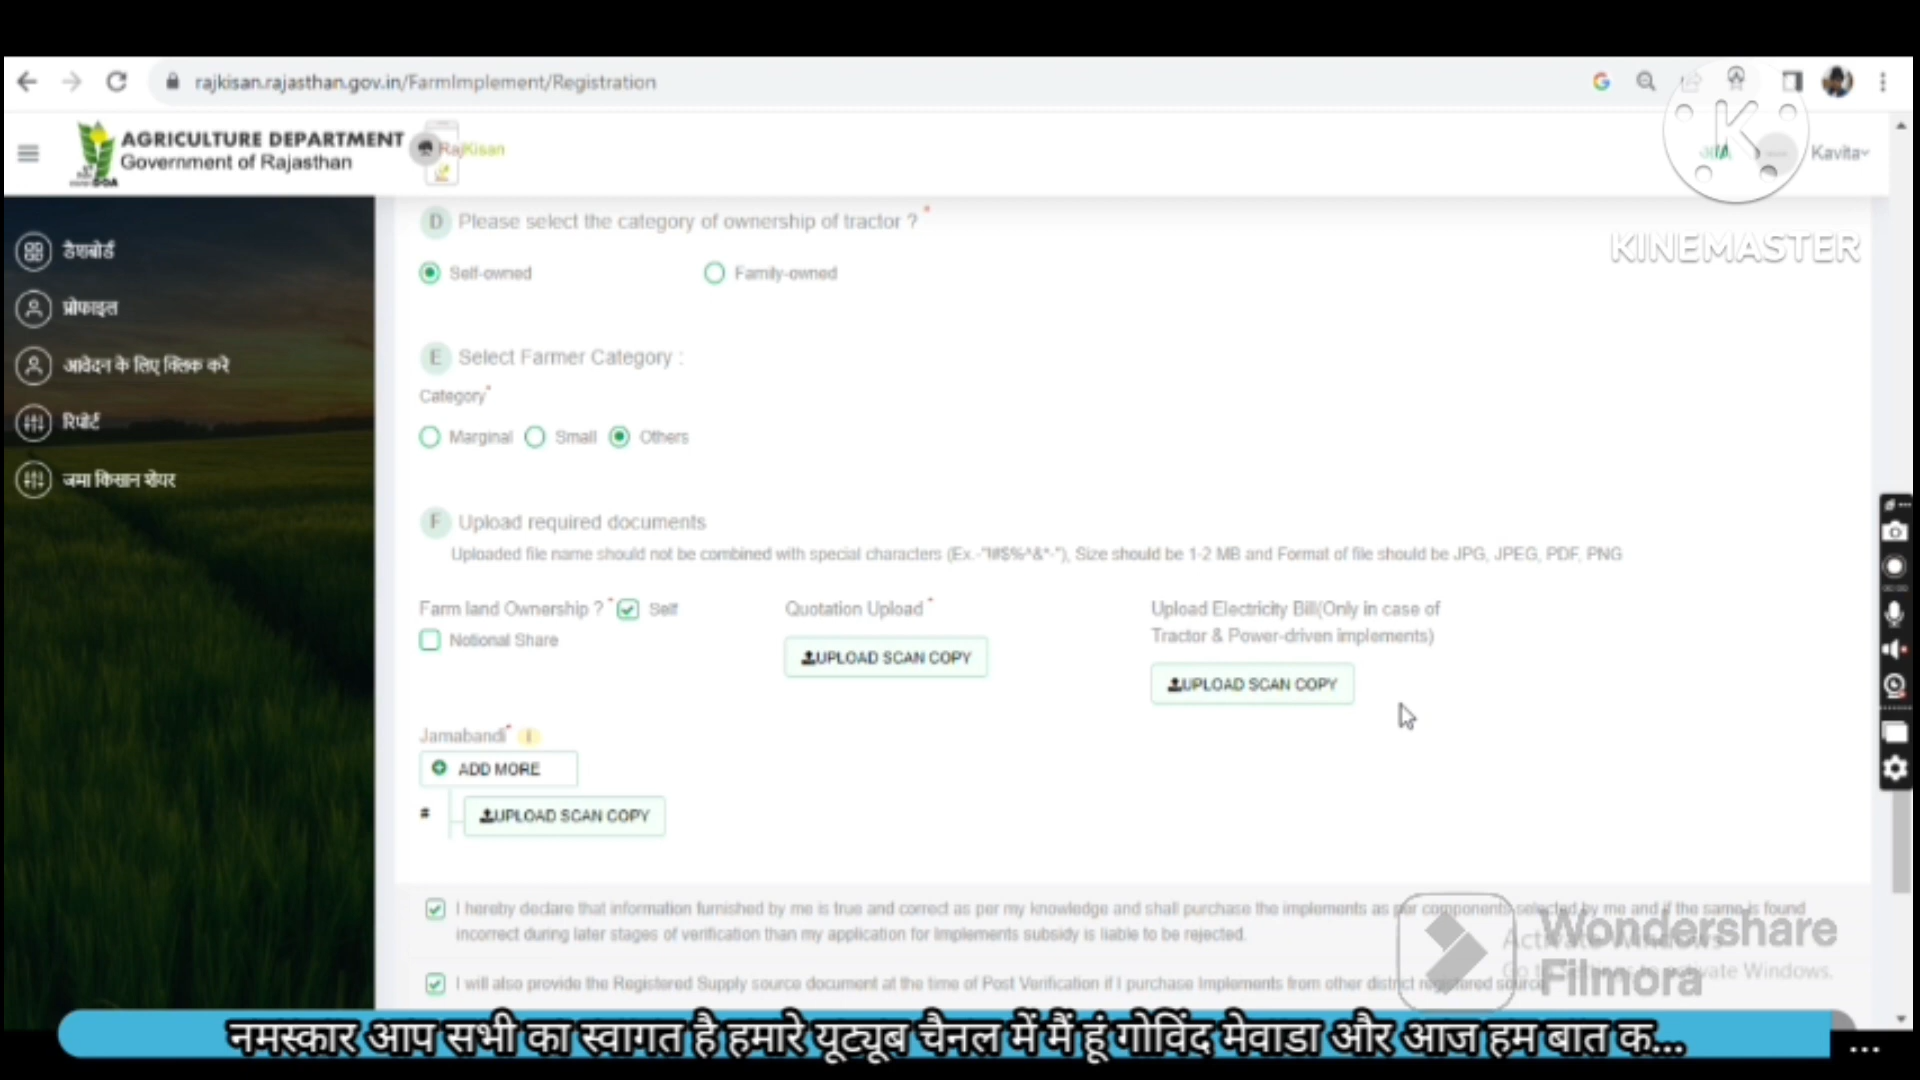 rajkisan.rajasthan.gov.in/FarmImplement/Registration
AGRICULTURE DEPARTMENT
Government of Rajasthan
RajKisan
Kavita
KINEMASTER
डैशबोर्ड
प्रोफाइल
आवेदन के लिए क्लिक करे
रिपोर्ट
जमा किसान शेयर
D Please select the category of ownership of tractor ? *
Self-owned Family-owned
E Select Farmer Category :
Category*
Marginal Small Others
F Upload required documents
Uploaded file name should not be combined with special characters (Ex.-"!#$%^&*-"), Size should be 1-2 MB and Format of file should be JPG, JPEG, PDF, PNG
Farm land Ownership ? * Self
Notional Share
Quotation Upload *
UPLOAD SCAN COPY
Upload Electricity Bill(Only in case of
Tractor & Power-driven implements)
UPLOAD SCAN COPY
Jamabandi* i
ADD MORE
# UPLOAD SCAN COPY
I hereby declare that information furnished by me is true and correct as per my knowledge and shall purchase the implements as per components selected by me and if the same is found
incorrect during later stages of verification than my application for Implements subsidy is liable to be rejected.
I will also provide the Registered Supply source document at the time of Post Verification if I purchase Implements from other district registered source
Activate Windows
Go to Settings to activate Windows.
Wondershare
Filmora
नमस्कार आप सभी का स्वागत है हमारे यूट्यूब चैनल में मैं हूं गोविंद मेवाडा और आज हम बात क...